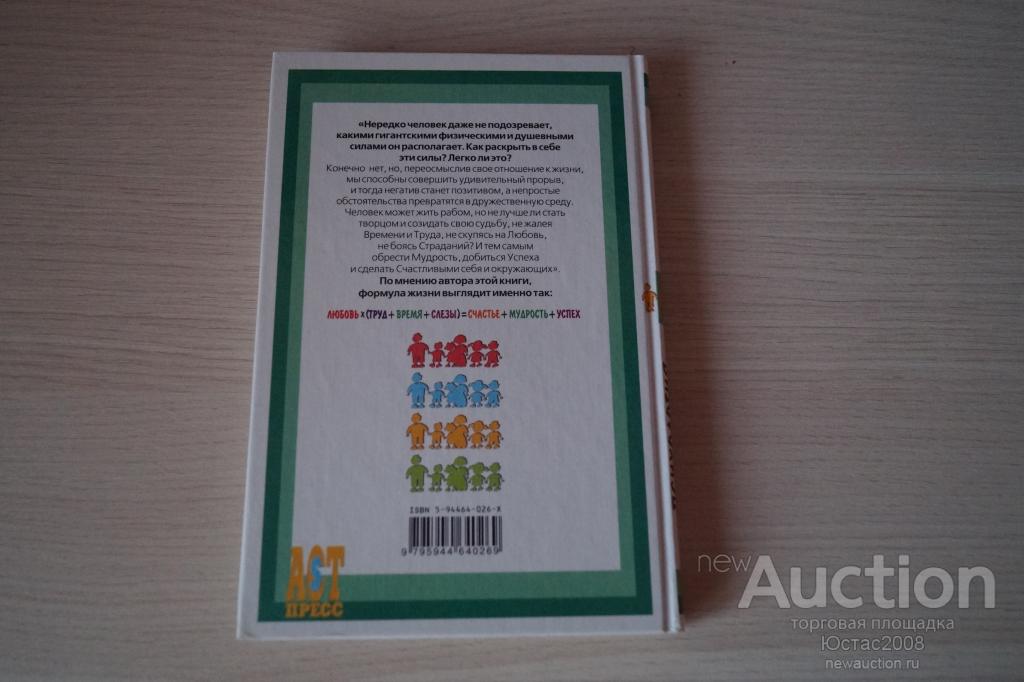 «Нередко человек даже не подозревает,
какими гигантскими физическими и душевными
силами он располагает. Как раскрыть в себе
эти силы? Легко ли это?
Конечно нет, но, переосмыслив свое отношение к жизни,
мы способны совершить удивительный прорыв,
и тогда негатив станет позитивом, а непростые
обстоятельства превратятся в дружественную среду.
Человек может жить рабом, но не лучше ли стать
творцом и созидать свою судьбу, не жалея
Времени и Труда, не скупясь на Любовь,
не боясь Страданий? И тем самым
обрести Мудрость, добиться Успеха
и сделать Счастливыми себя и окружающих».
По мнению автора этой книги,
формула жизни выглядит именно так:
ЛЮБОВЬ x (ТРУД + ВРЕМЯ + СЛЕЗЫ) = СЧАСТЬЕ + МУДРОСТЬ + УСПЕХ
ISBN 5-94464-026-X
9 795944 640269
АСТ
ПРЕСС
newAuction
торговая площадка
Юстас2008
newauction.ru